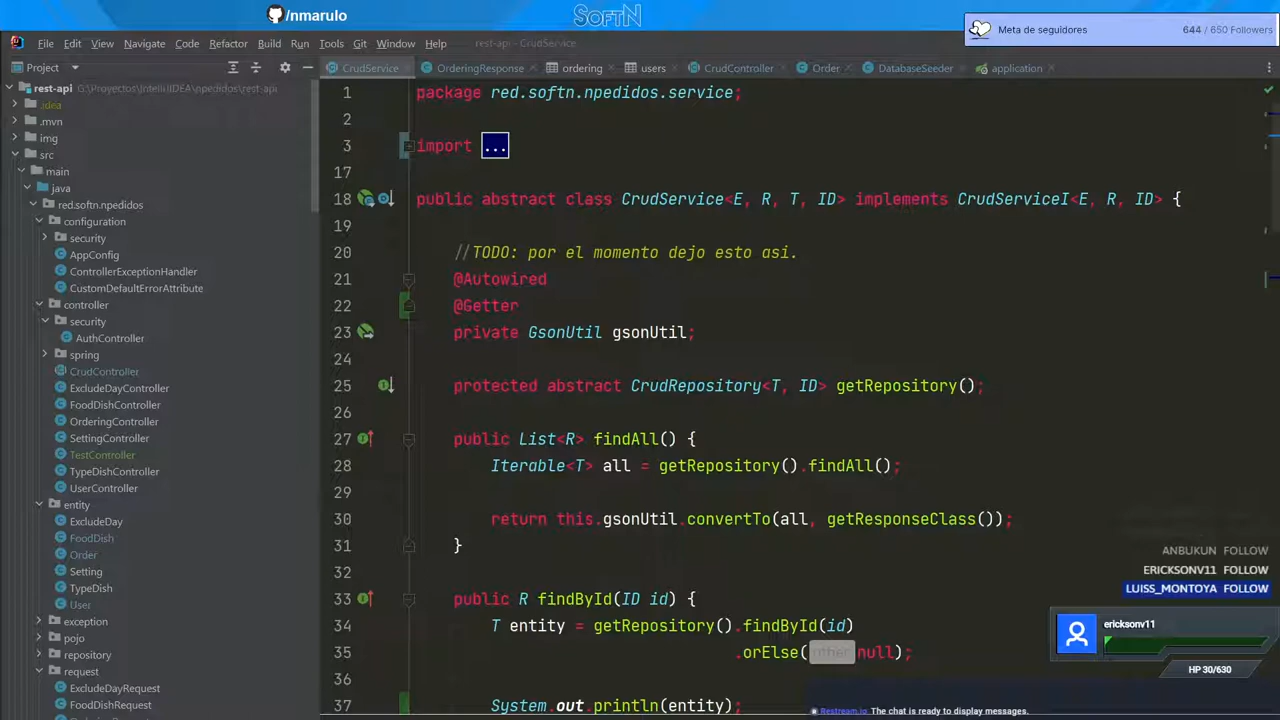 /nmarulo
SOFTN
Meta de seguidores 644 / 650 Followers
File Edit View Navigate Code Refactor Build Run Tools Git Window Help rest-api - CrudService
Project
CrudService OrderingResponse ordering users CrudController Order DatabaseSeeder application
rest-api G:\Proyectos\IntelliJIDEA\npedidos\rest-api
.idea
.mvn
img
src
main
java
red.softn.npedidos
configuration
security
AppConfig
ControllerExceptionHandler
CustomDefaultErrorAttribute
controller
security
AuthController
spring
CrudController
ExcludeDayController
FoodDishController
OrderingController
SettingController
TestController
TypeDishController
UserController
entity
ExcludeDay
FoodDish
Order
Setting
TypeDish
User
exception
pojo
repository
request
ExcludeDayRequest
FoodDishRequest
1 package red.softn.npedidos.service;
2
3 import ...
17
18 public abstract class CrudService<E, R, T, ID> implements CrudServiceI<E, R, ID> {
19
20 //TODO: por el momento dejo esto asi.
21 @Autowired
22 @Getter
23 private GsonUtil gsonUtil;
24
25 protected abstract CrudRepository<T, ID> getRepository();
26
27 public List<R> findAll() {
28 Iterable<T> all = getRepository().findAll();
29
30 return this.gsonUtil.convertTo(all, getResponseClass());
31 }
32
33 public R findById(ID id) {
34 T entity = getRepository().findById(id)
35 .orElse( other: null);
36
37 System.out.println(entity);
ANBUKUN FOLLOW
ERICKSONV11 FOLLOW
LUISS_MONTOYA FOLLOW
ericksonv11
HP 30/630
Restream.io The chat is ready to display messages.